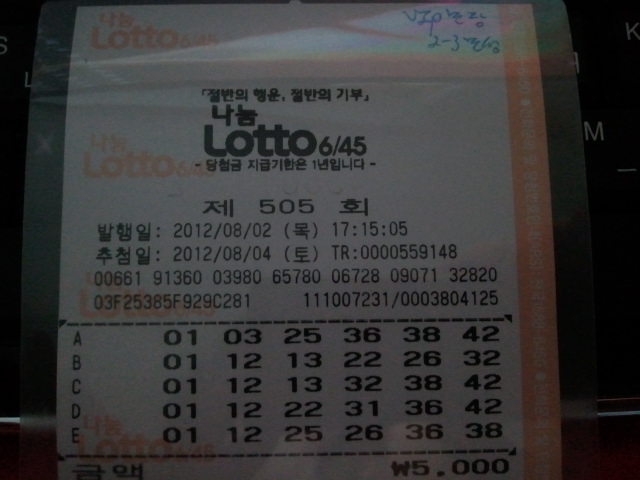 나눔
Lotto6/45
「절반의 행운, 절반의 기부」
나눔
Lotto 6/45
- 당첨금 지급기한은 1년입니다 -
제 505 회
발행일: 2012/08/02 (목) 17:15:05
추첨일: 2012/08/04 (토) TR:0000559148
00661 91360 03980 65780 06728 09071 32820
03F25385F929C281 111007231/0003804125
A 01 03 25 36 38 42
B 01 12 13 22 26 32
C 01 12 13 32 38 42
D 01 12 22 31 36 42
E 01 12 25 26 36 38
금액 ₩5,000
K
M